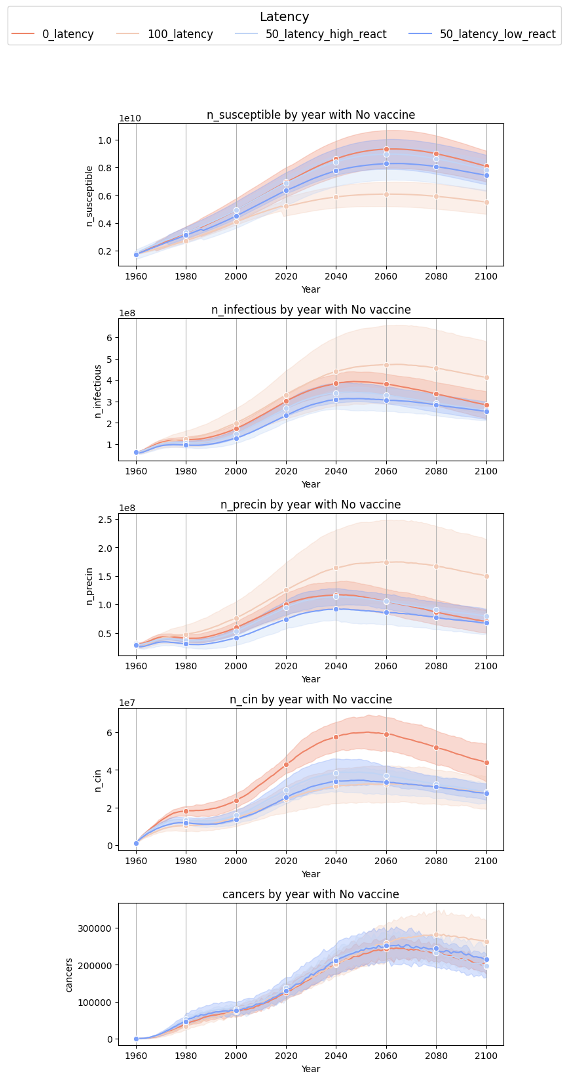 Latency
0_latency 100_latency 50_latency_high_react 50_latency_low_react
n_susceptible by year with No vaccine
1e10
1.0
0.8
0.6
0.4
0.2
n_susceptible
1960 1980 2000 2020 2040 2060 2080 2100
Year
n_infectious by year with No vaccine
1e8
6
5
4
3
2
1
n_infectious
1960 1980 2000 2020 2040 2060 2080 2100
Year
n_precin by year with No vaccine
1e8
2.5
2.0
1.5
1.0
0.5
n_precin
1960 1980 2000 2020 2040 2060 2080 2100
Year
n_cin by year with No vaccine
1e7
6
4
2
0
n_cin
1960 1980 2000 2020 2040 2060 2080 2100
Year
cancers by year with No vaccine
300000
200000
100000
0
cancers
1960 1980 2000 2020 2040 2060 2080 2100
Year